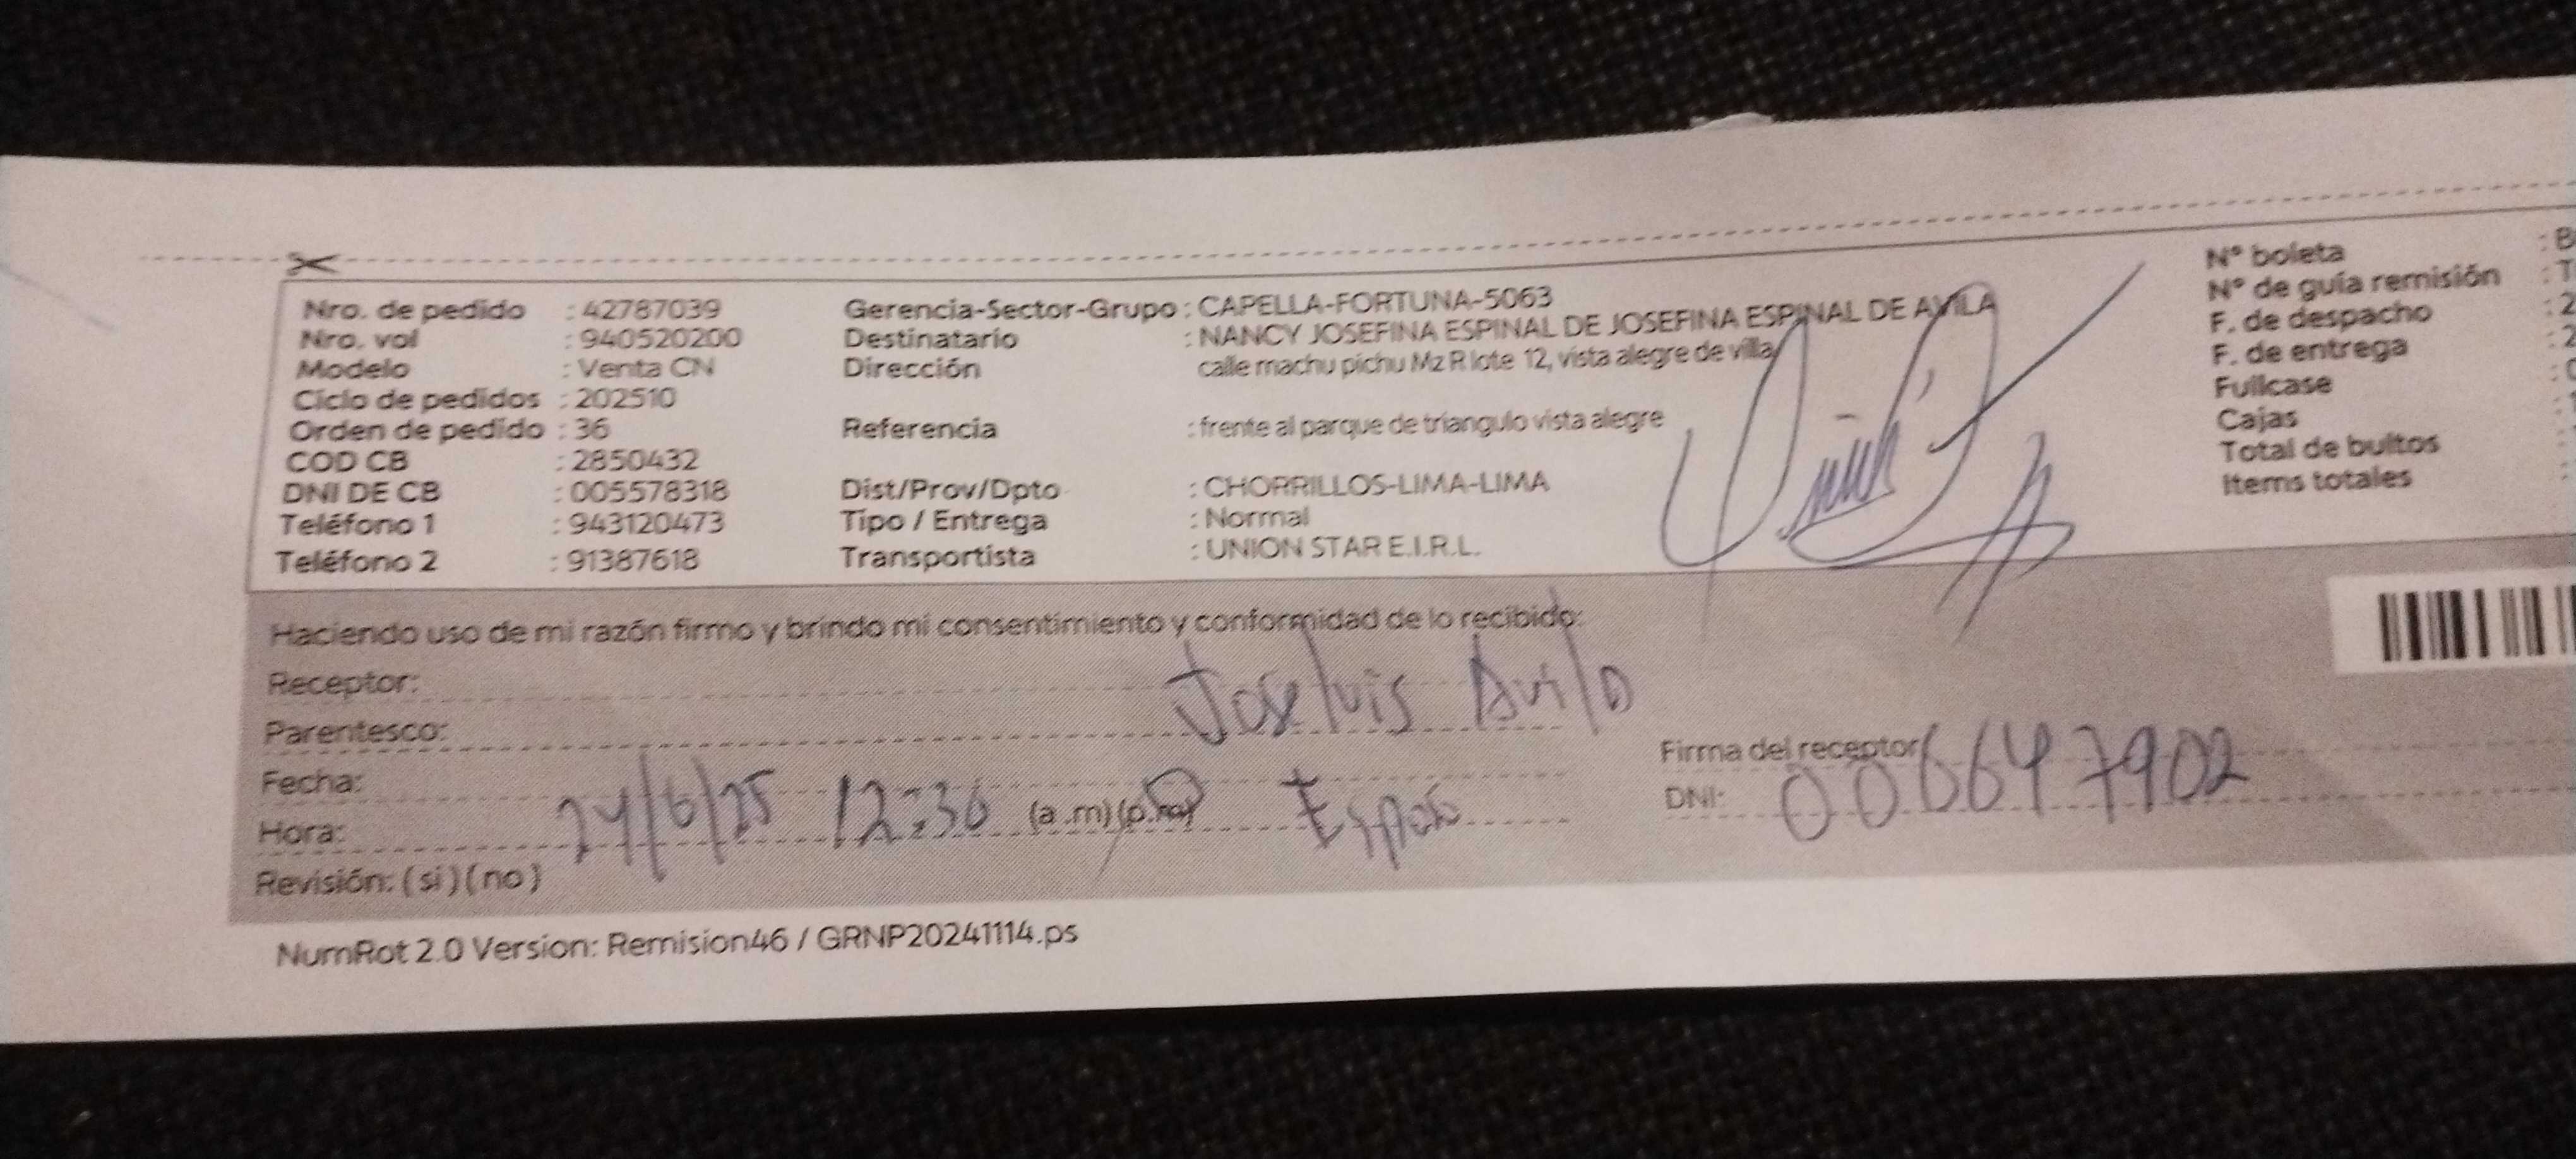 Nro. de pedido : 42787039
Nro. vol : 940520200
Modelo : Venta CN
Ciclo de pedidos : 202510
Orden de pedido : 36
COD CB : 2850432
DNI DE CB : 005578318
Teléfono 1 : 943120473
Teléfono 2 : 91387618
Gerencia-Sector-Grupo : CAPELLA-FORTUNA-5063
Destinatario : NANCY JOSEFINA ESPINAL DE JOSEFINA ESPINAL DE AVILA
Dirección calle machu pichu Mz R lote 12, vista alegre de villa,
Referencia : frente al parque de triangulo vista alegre
Dist/Prov/Dpto : CHORRILLOS-LIMA-LIMA
Tipo / Entrega : Normal
Transportista : UNION STAR E.I.R.L.
N° boleta : B
N° de guía remisión : T
F. de despacho : 2
F. de entrega : 2
Fullcase
Cajas
Total de bultos
Items totales
Haciendo uso de mi razón firmo y brindo mi consentimiento y conformidad de lo recibido:
Receptor: Jose luis Avila
Parentesco:
Fecha: 24/6/25
Hora: 12:30 (a.m)(p.m)
Revisión: (si)(no)
Firma del receptor
DNI: 006647902
NumRot 2.0 Version: Remision46 / GRNP20241114.ps